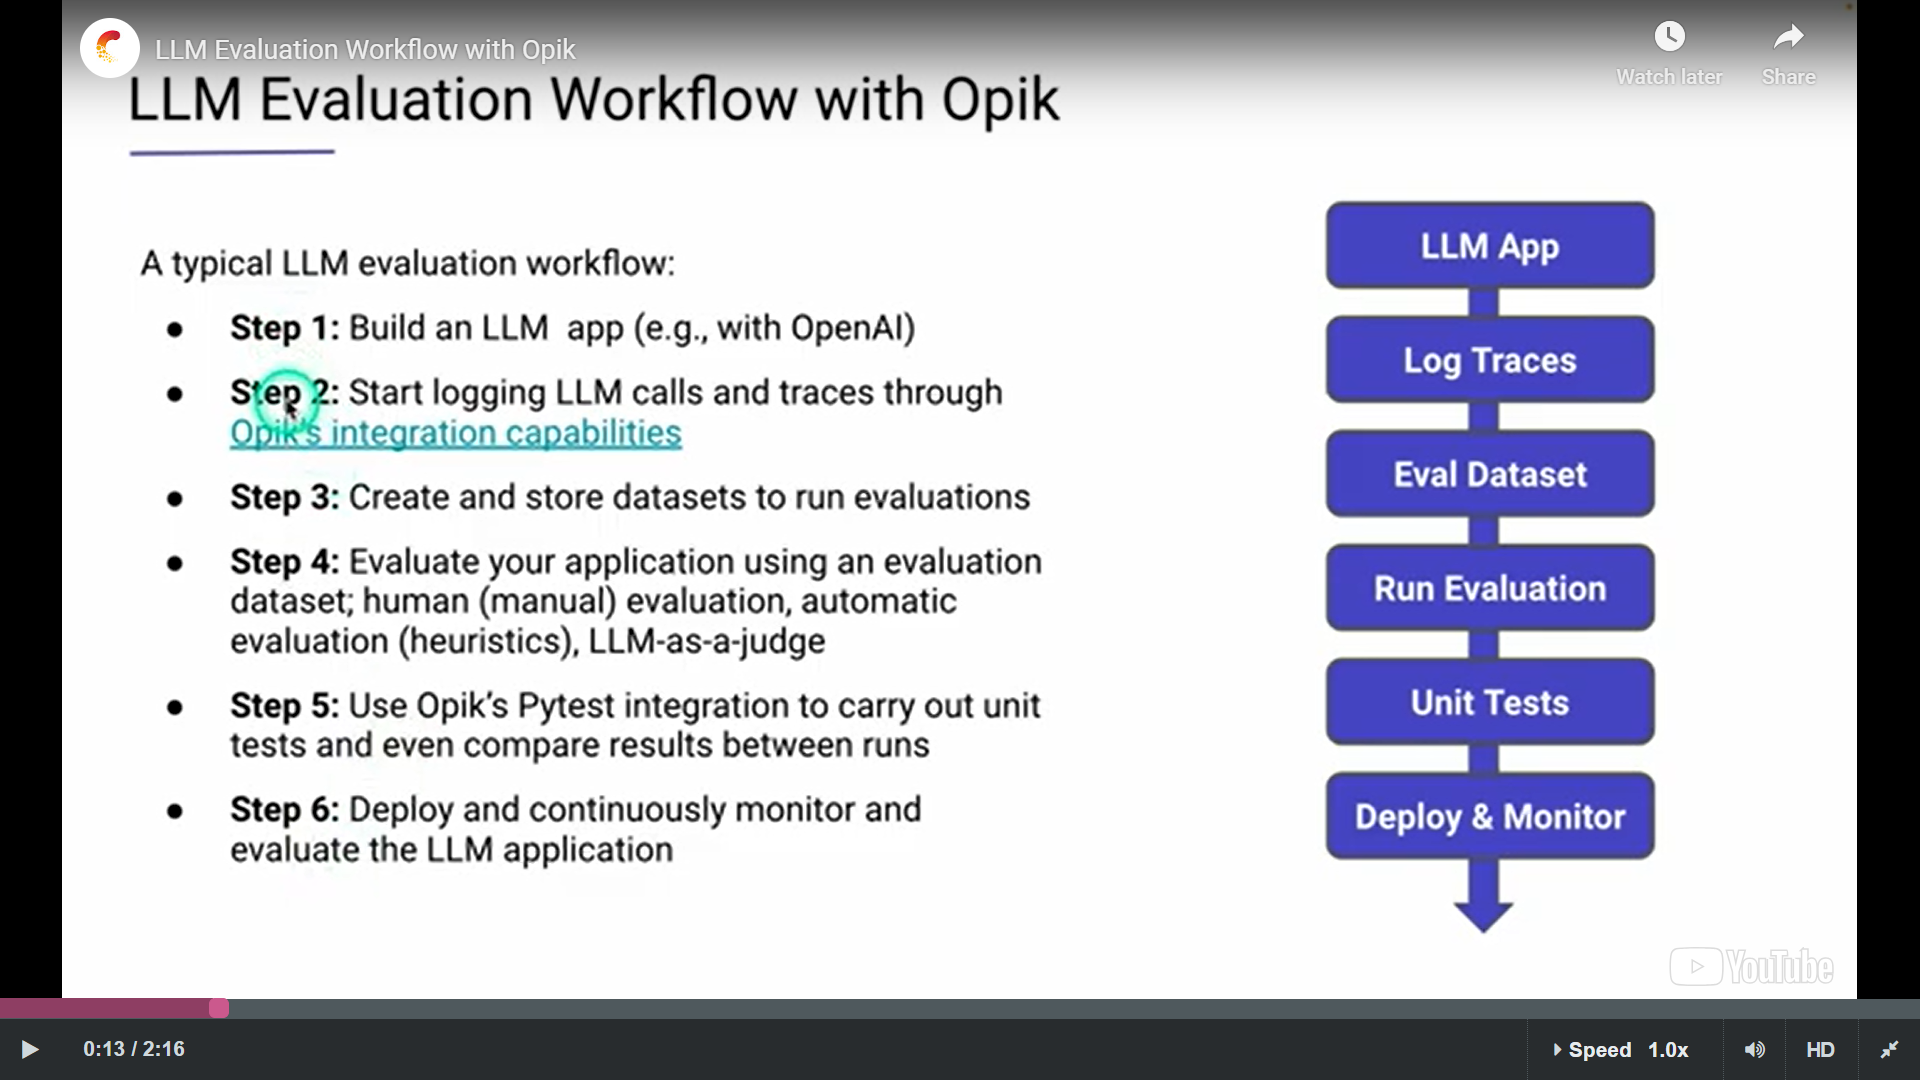 LLM Evaluation Workflow with Opik
Watch later
Share
LLM Evaluation Workflow with Opik
A typical LLM evaluation workflow:
● Step 1: Build an LLM app (e.g., with OpenAI)
● Step 2: Start logging LLM calls and traces through
Opik's integration capabilities
● Step 3: Create and store datasets to run evaluations
● Step 4: Evaluate your application using an evaluation
dataset; human (manual) evaluation, automatic
evaluation (heuristics), LLM-as-a-judge
● Step 5: Use Opik's Pytest integration to carry out unit
tests and even compare results between runs
● Step 6: Deploy and continuously monitor and
evaluate the LLM application
LLM App
Log Traces
Eval Dataset
Run Evaluation
Unit Tests
Deploy & Monitor
YouTube
0:13 / 2:16
Speed 1.0x
HD